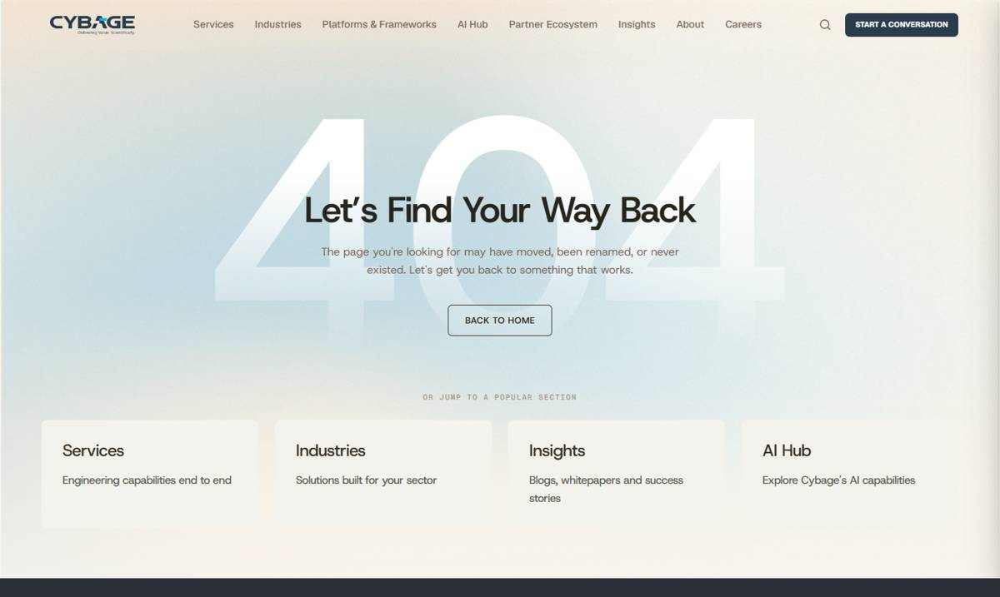 CYBAGE
Delivering Value. Scientifically.
Services
Industries
Platforms & Frameworks
AI Hub
Partner Ecosystem
Insights
About
Careers
START A CONVERSATION
404
Let's Find Your Way Back
The page you're looking for may have moved, been renamed, or never
existed. Let's get you back to something that works.
BACK TO HOME
OR JUMP TO A POPULAR SECTION
Services
Engineering capabilities end to end
Industries
Solutions built for your sector
Insights
Blogs, whitepapers and success
stories
AI Hub
Explore Cybage's AI capabilities